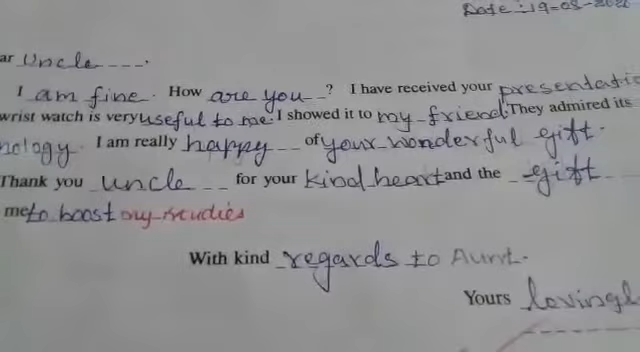 Date :- 19-08-202
ar Uncle ----.
I am fine. How are you -? I have received your presentatio
wrist watch is very useful to me. I showed it to my friend. They admired its
nology. I am really happy -- of your wonderful gift.
Thank you uncle -- for your kind heart and the -gift
me to boost my studies
With kind regards to Aunt.
Yours lovingl